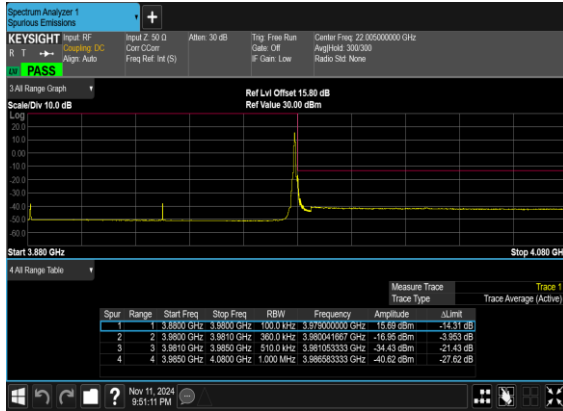 Spectrum Analyzer 1
Spurious Emissions
KEYSIGHT Input: RF Input Z: 50 Ω Atten: 30 dB Trig: Free Run Center Freq: 22.005000000 GHz
R T Coupling: DC Corr CCorr Gate: Off Avg|Hold: 300/300
Align: Auto Freq Ref: Int (S) IF Gain: Low Radio Std: None
PASS
3 All Range Graph
Ref Lvl Offset 15.80 dB
Scale/Div 10.0 dB Ref Value 30.00 dBm
Log
20.0
10.0
0.00
-10.0
-20.0
-30.0
-40.0
-50.0
-60.0
Start 3.880 GHz Stop 4.080 GH
4 All Range Table
Measure Trace Trace 1
Trace Type Trace Average (Active)
Spur Range Start Freq Stop Freq RBW Frequency Amplitude ΔLimit
1 1 3.8800 GHz 3.9800 GHz 100.0 kHz 3.979000000 GHz 15.69 dBm -14.31 dB
2 2 3.9800 GHz 3.9810 GHz 360.0 kHz 3.980041667 GHz -16.95 dBm -3.953 dB
3 3 3.9810 GHz 3.9850 GHz 510.0 kHz 3.981053333 GHz -34.43 dBm -21.43 dB
4 4 3.9850 GHz 4.0800 GHz 1.000 MHz 3.986583333 GHz -40.62 dBm -27.62 dB
Nov 11, 2024
9:51:11 PM